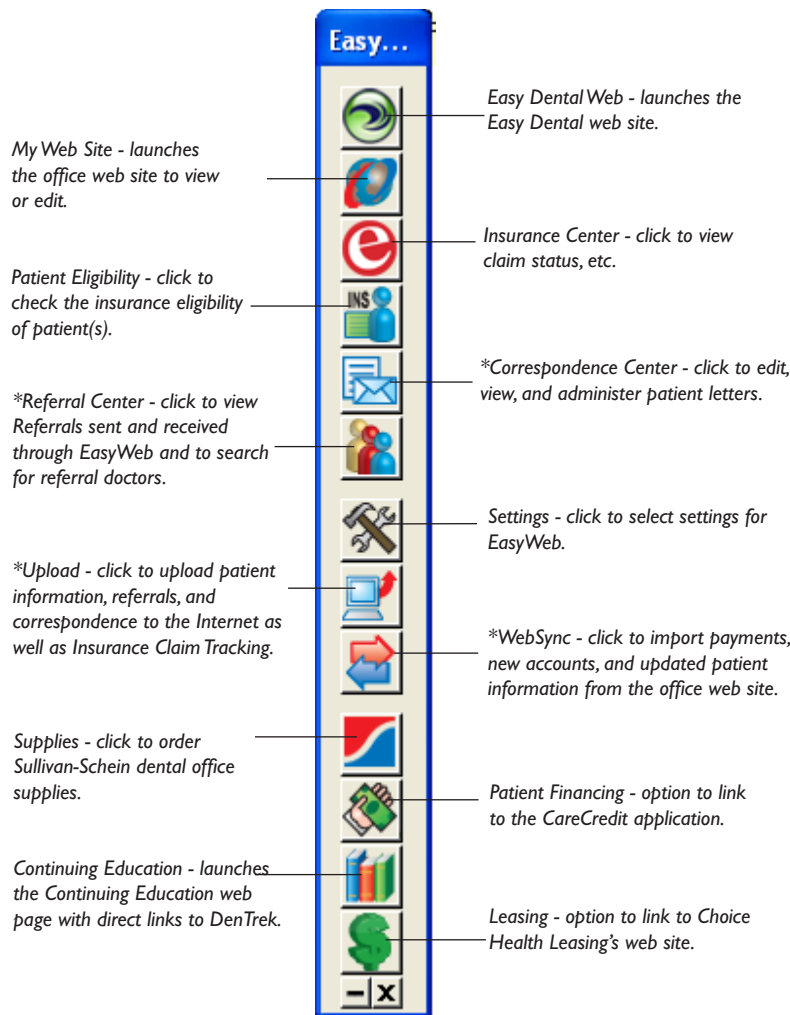 Easy...
Easy Dental Web - launches the
Easy Dental web site.
My Web Site - launches
the office web site to view
or edit.
e
Insurance Center - click to view
claim status, etc.
Patient Eligibility - click to
check the insurance eligibility
of patient(s).
INS
*Correspondence Center - click to edit,
view, and administer patient letters.
*Referral Center - click to view
Referrals sent and received
through EasyWeb and to search
for referral doctors.
Settings - click to select settings for
EasyWeb.
*Upload - click to upload patient
information, referrals, and
correspondence to the Internet as
well as Insurance Claim Tracking.
*WebSync - click to import payments,
new accounts, and updated patient
information from the office web site.
Supplies - click to order
Sullivan-Schein dental office
supplies.
Patient Financing - option to link
to the CareCredit application.
Continuing Education - launches
the Continuing Education web
page with direct links to DenTrek.
$
Leasing - option to link to Choice
Health Leasing's web site.